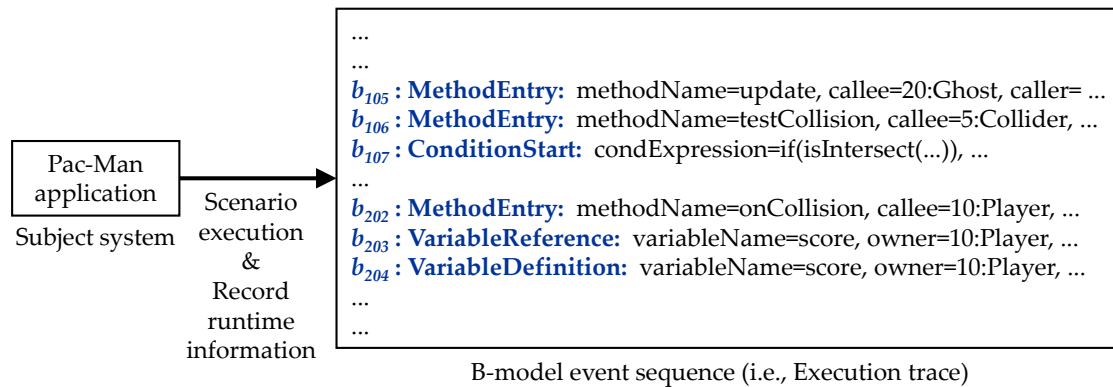 ...
...
b105 : MethodEntry: methodName=update, callee=20:Ghost, caller= ...
b106 : MethodEntry: methodName=testCollision, callee=5:Collider, ...
b107 : ConditionStart: condExpression=if(isIntersect(...)), ...
...
b202 : MethodEntry: methodName=onCollision, callee=10:Player, ...
b203 : VariableReference: variableName=score, owner=10:Player, ...
b204 : VariableDefinition: variableName=score, owner=10:Player, ...
...
...
Pac-Man
application
Subject system
Scenario
execution
&
Record
runtime
information
B-model event sequence (i.e., Execution trace)